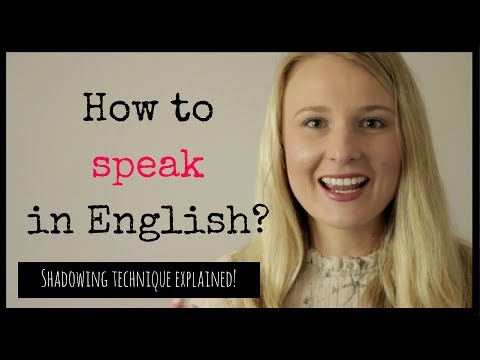 How to
speak
in English?
Shadowing technique explained!